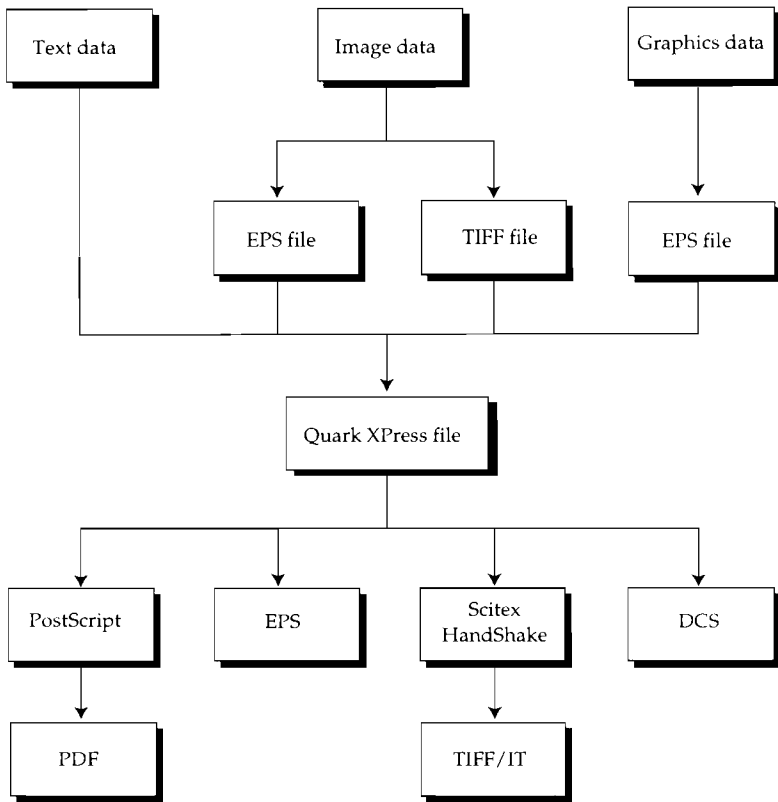 Text data
Image data
Graphics data
EPS file
TIFF file
EPS file
Quark XPress file
PostScript
EPS
Scitex
HandShake
DCS
PDF
TIFF/IT